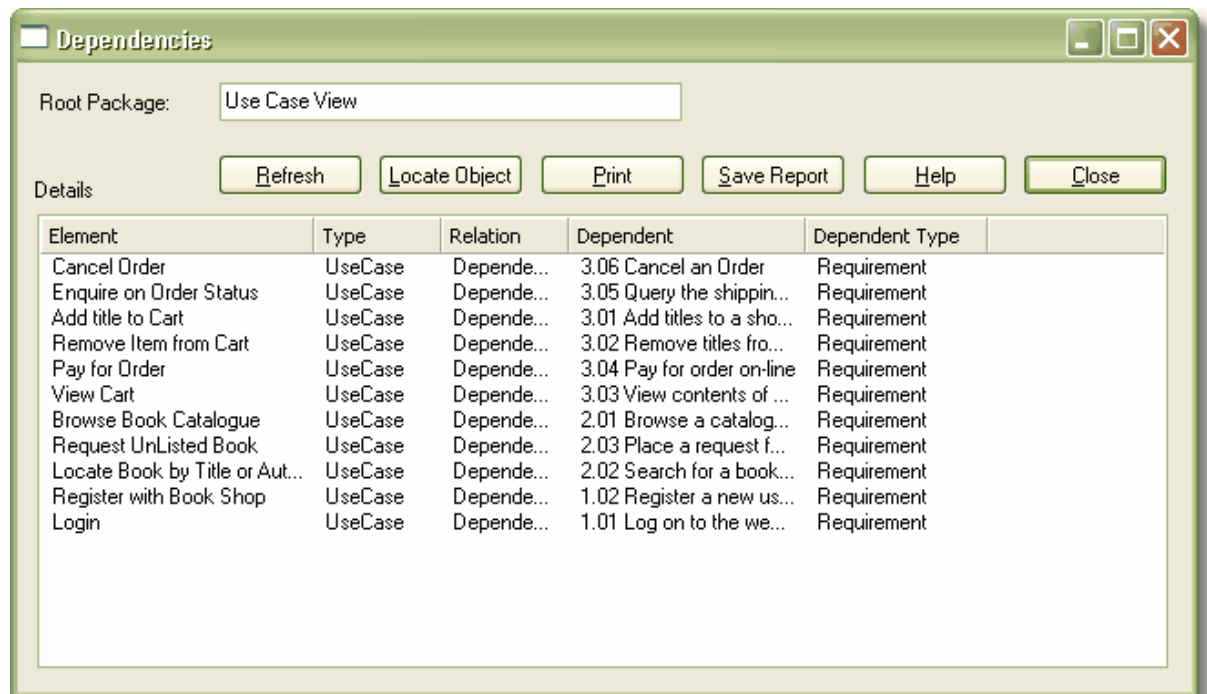 Dependencies
Root Package: Use Case View
Refresh Locate Object Print Save Report Help Close
Details
Element Type Relation Dependent Dependent Type
Cancel Order UseCase Depende... 3.06 Cancel an Order Requirement
Enquire on Order Status UseCase Depende... 3.05 Query the shippin... Requirement
Add title to Cart UseCase Depende... 3.01 Add titles to a sho... Requirement
Remove Item from Cart UseCase Depende... 3.02 Remove titles fro... Requirement
Pay for Order UseCase Depende... 3.04 Pay for order on-line Requirement
View Cart UseCase Depende... 3.03 View contents of ... Requirement
Browse Book Catalogue UseCase Depende... 2.01 Browse a catalog... Requirement
Request UnListed Book UseCase Depende... 2.03 Place a request f... Requirement
Locate Book by Title or Aut... UseCase Depende... 2.02 Search for a book... Requirement
Register with Book Shop UseCase Depende... 1.02 Register a new us... Requirement
Login UseCase Depende... 1.01 Log on to the we... Requirement